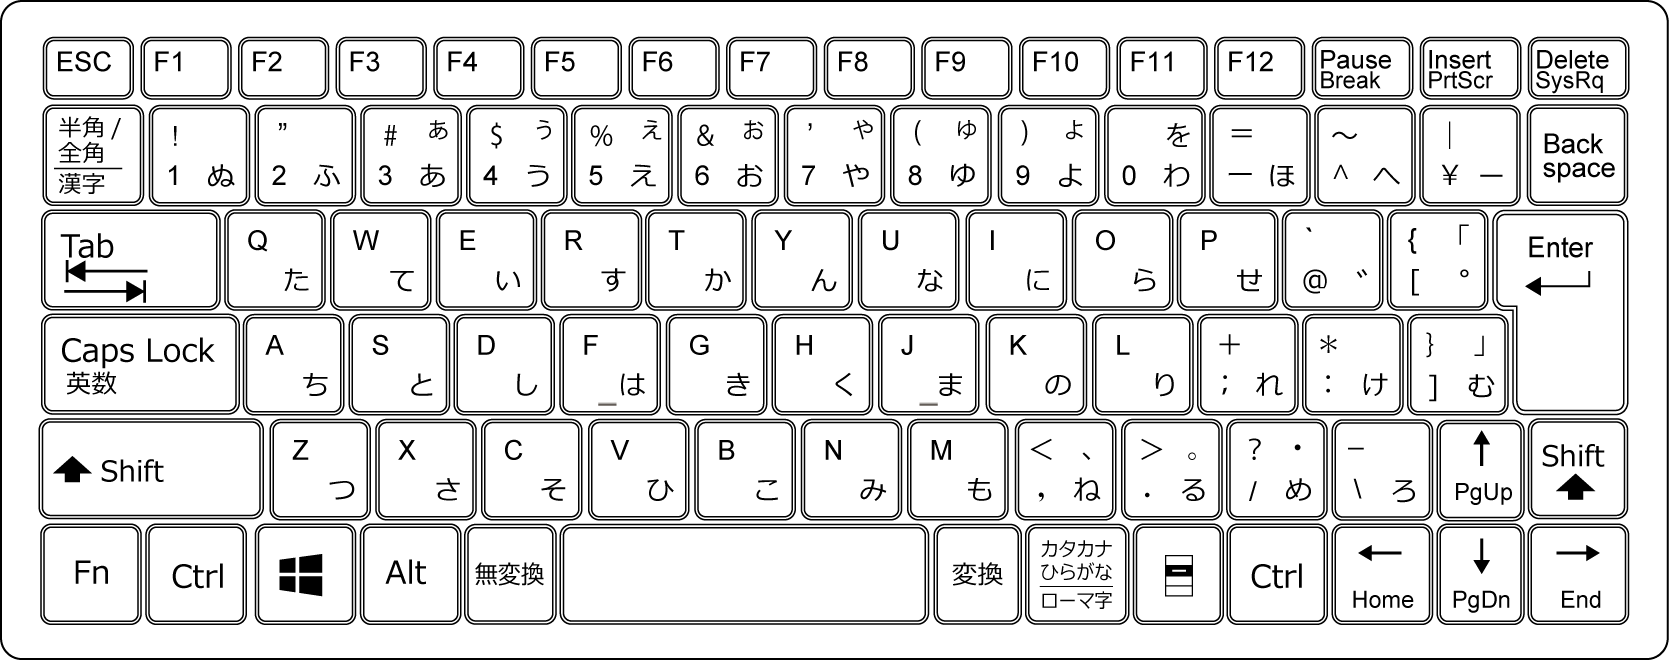 ESC F1 F2 F3 F4 F5 F6 F7 F8 F9 F10 F11 F12 Pause Insert Delete
Break PrtScr SysRq
半角/ ! ” # ぁ $ ぅ % ぇ & ぉ ’ ゃ ( ゅ ) ょ を = ～ |
全角
漢字 1 ぬ 2 ふ 3 あ 4 う 5 え 6 お 7 や 8 ゆ 9 よ 0 わ ー ほ ^ へ ¥ ー
Back
space
Tab Q W E R T Y U I O P ` { 「 Enter
た て い す か ん な に ら せ @ ゛ [ ゜
Caps Lock A S D F G H J K L + * } 」
英数 ち と し _は き く _ま の り ; れ : け ] む
Shift Z X C V B N M < 、 > 。 ? ・ − Shift
つ さ そ ひ こ み も , ね . る / め \ ろ PgUp
Fn Ctrl Alt 無変換 変換 カタカナ
ひらがな
ローマ字 Ctrl Home PgDn End